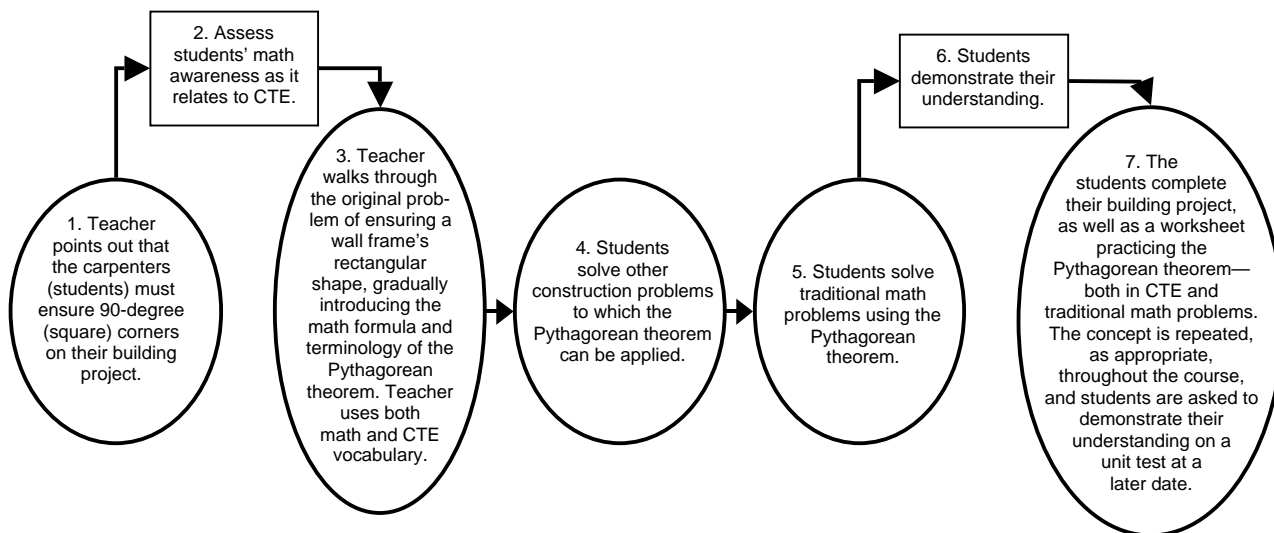 1. Teacher
points out that
the carpenters
(students) must
ensure 90-degree
(square) corners
on their building
project.
2. Assess
students’ math
awareness as it
relates to CTE.
3. Teacher
walks through
the original prob-
lem of ensuring a
wall frame’s
rectangular
shape, gradually
introducing the
math formula and
terminology of the
Pythagorean
theorem. Teacher
uses both
math and CTE
vocabulary.
4. Students
solve other
construction problems
to which the
Pythagorean theorem
can be applied.
5. Students solve
traditional math
problems using the
Pythagorean
theorem.
6. Students
demonstrate their
understanding.
7. The
students complete
their building project,
as well as a worksheet
practicing the
Pythagorean theorem—
both in CTE and
traditional math problems.
The concept is repeated,
as appropriate,
throughout the course,
and students are asked to
demonstrate their
understanding on a
unit test at a
later date.